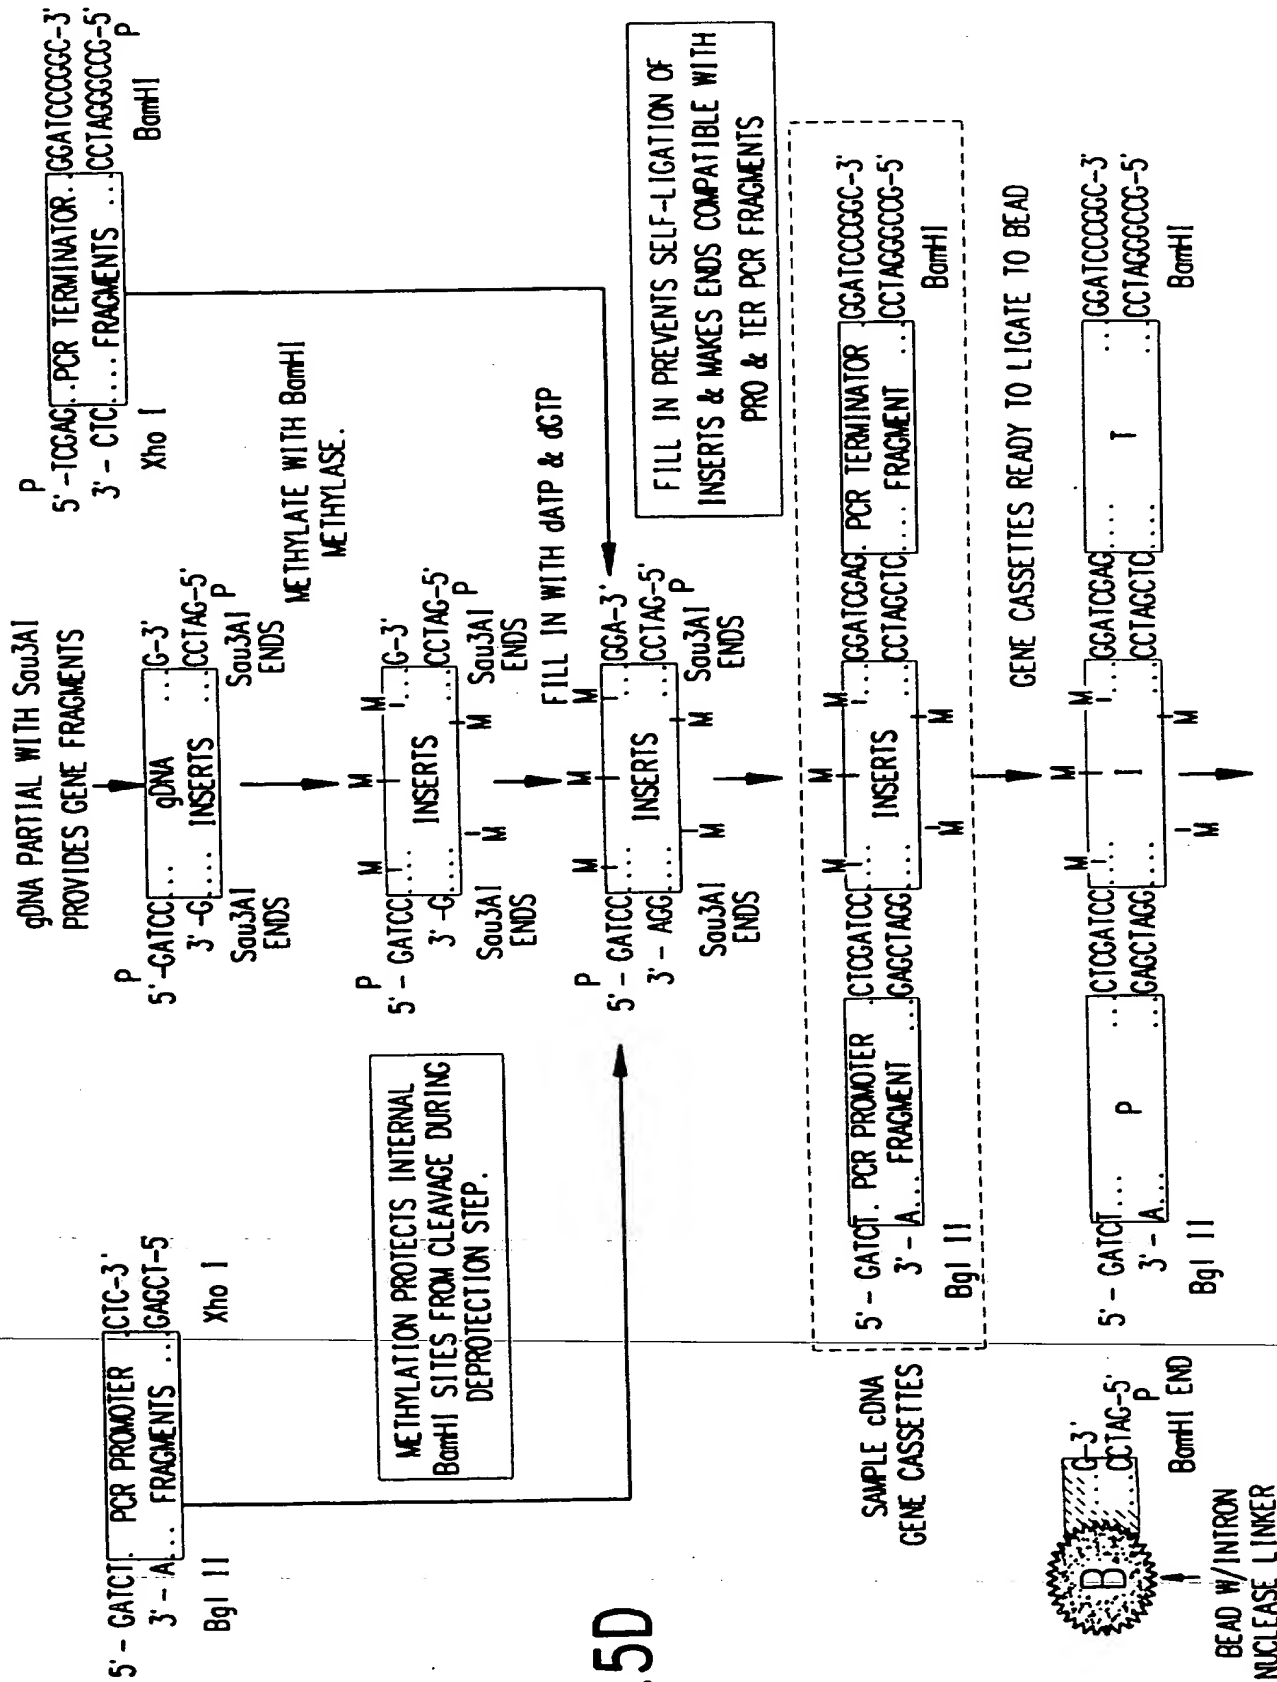 gDNA PARTIAL WITH Sau3AI
PROVIDES GENE FRAGMENTS
5'- GATCT. PCR PROMOTER .CTC-3'
3'- A... FRAGMENTS ...GAGCT-5
Bgl II
Xho I
P
5'-GATCC... gDNA ...G-3'
3'-G.... INSERTS ...CCTAG-5'
P
Sau3AI
ENDS
Sau3AI
ENDS
P
5'-TCGAG..PCR TERMINATOR..GGATCCCGGC-3'
3'- CTC.... FRAGMENTS ...CCTAGGGCCG-5'
P
Xho I
BamHI
METHYLATE WITH BamHI
METHYLASE.
METHYLATION PROTECTS INTERNAL
BamHI SITES FROM CLEAVAGE DURING
DEPROTECTION STEP.
M M M
P
5'- GATCC.... ...G-3'
INSERTS
3'-G.... ...CCTAG-5'
P
M M
Sau3AI
ENDS
Sau3AI
ENDS
FILL IN WITH dATP & dGTP
M M M
P
5'- GATCC... ...GGA-3'
INSERTS
3'- AGG.... ...CCTAG-5'
P
M M
Sau3AI
ENDS
Sau3AI
ENDS
FILL IN PREVENTS SELF-LIGATION OF
INSERTS & MAKES ENDS COMPATIBLE WITH
PRO & TER PCR FRAGMENTS
5D
SAMPLE cDNA
GENE CASSETTES
M M M
5'- GATCT. PCR PROMOTER .CTCGATCC.... INSERTS ...GGATCGAG. PCR TERMINATOR .GGATCCCGGC-3'
3'- A... FRAGMENT ...GAGCTAGG.... ...CCTAGCTC.... FRAGMENT ...CCTAGGGCCG-5'
M M
Bgl II
BamHI
GENE CASSETTES READY TO LIGATE TO BEAD
B
G-3'
CCTAG-5'
P
BamHI END
BEAD W/INTRON
NUCLEASE LINKER
M M M
5'- GATCT... P ...CTCGATCC.... I ...GGATCGAG.... T ...GGATCCCGGC-3'
3'- A... ...GAGCTAGG.... ...CCTAGCTC.... ...CCTAGGGCCG-5'
M M
Bgl II
BamHI